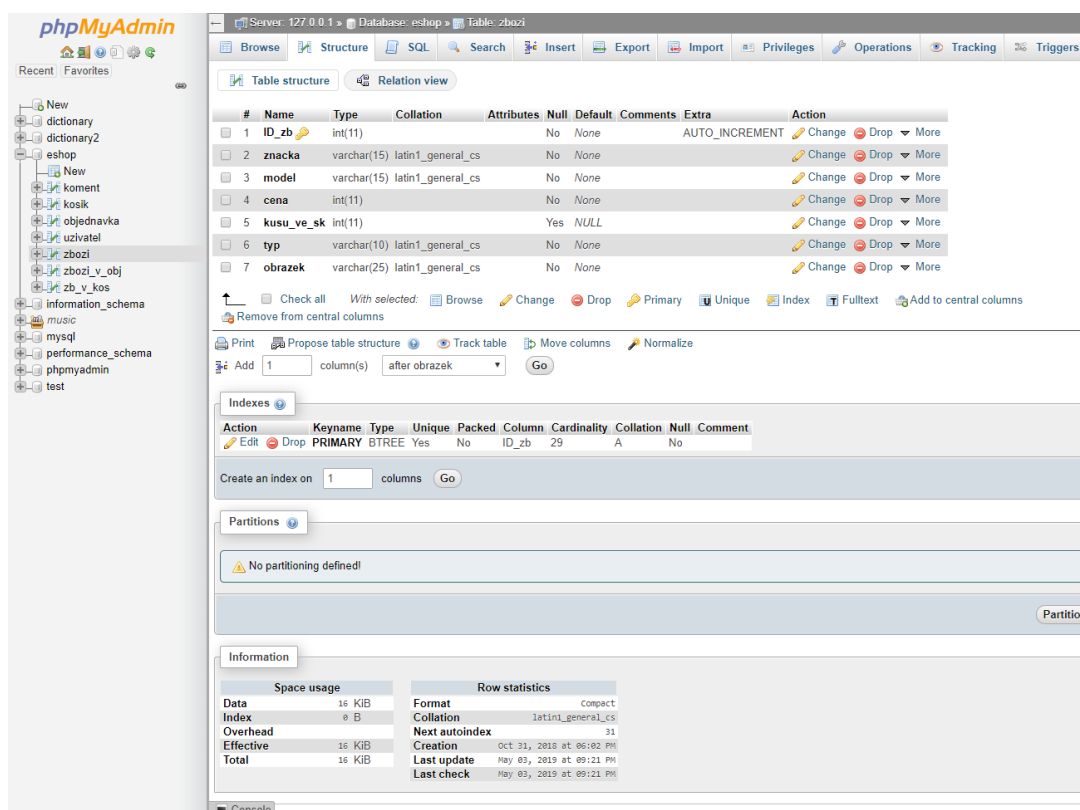 phpMyAdmin
Recent Favorites
New
dictionary
dictionary2
eshop
New
koment
kosik
objednavka
uzivatel
zbozi
zbozi_v_obj
zb_v_kos
information_schema
music
mysql
performance_schema
phpmyadmin
test
Server: 127.0.0.1 » Database: eshop » Table: zbozi
Browse Structure SQL Search Insert Export Import Privileges Operations Tracking Triggers
Table structure Relation view
# Name Type Collation Attributes Null Default Comments Extra Action
1 ID_zb int(11) No None AUTO_INCREMENT Change Drop More
2 znacka varchar(15) latin1_general_cs No None Change Drop More
3 model varchar(15) latin1_general_cs No None Change Drop More
4 cena int(11) No None Change Drop More
5 kusu_ve_sk int(11) Yes NULL Change Drop More
6 typ varchar(10) latin1_general_cs No None Change Drop More
7 obrazek varchar(25) latin1_general_cs No None Change Drop More
Check all With selected: Browse Change Drop Primary Unique Index Fulltext Add to central columns
Remove from central columns
Print Propose table structure Track table Move columns Normalize
Add 1 column(s) after obrazek Go
Indexes
Action Keyname Type Unique Packed Column Cardinality Collation Null Comment
Edit Drop PRIMARY BTREE Yes No ID_zb 29 A No
Create an index on 1 columns Go
Partitions
No partitioning defined!
Partitio
Information
Space usage
Data 16 KiB
Index 0 B
Overhead
Effective 16 KiB
Total 16 KiB
Row statistics
Format Compact
Collation latin1_general_cs
Next autoindex 31
Creation Oct 31, 2018 at 06:02 PM
Last update May 03, 2019 at 09:21 PM
Last check May 03, 2019 at 09:21 PM
Console